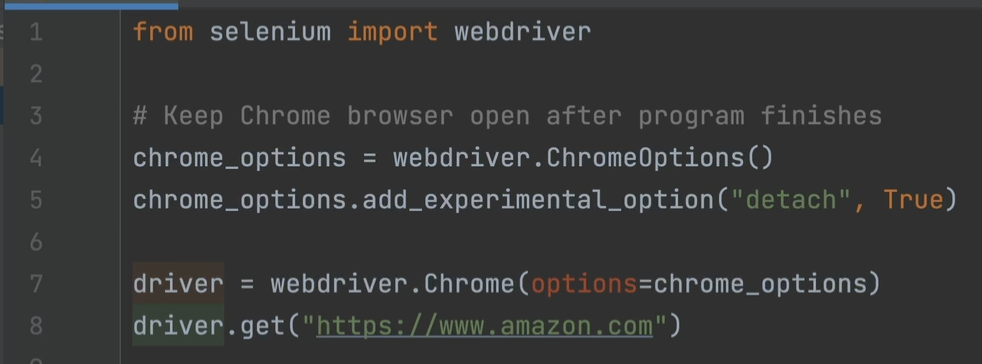 1 from selenium import webdriver
2
3 # Keep Chrome browser open after program finishes
4 chrome_options = webdriver.ChromeOptions()
5 chrome_options.add_experimental_option("detach", True)
6
7 driver = webdriver.Chrome(options=chrome_options)
8 driver.get("https://www.amazon.com")